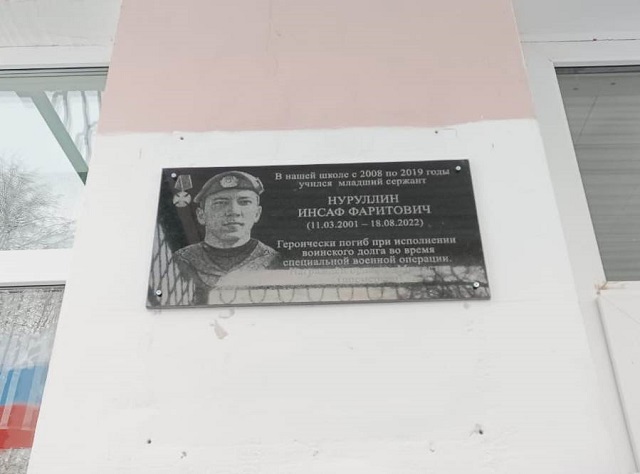 В нашей школе с 2008 по 2019 годы
учился младший сержант
НУРУЛЛИН
ИНСАФ ФАРИТОВИЧ
(11.03.2001 – 18.08.2022)
Героически погиб при исполнении
воинского долга во время
специальной военной операции.